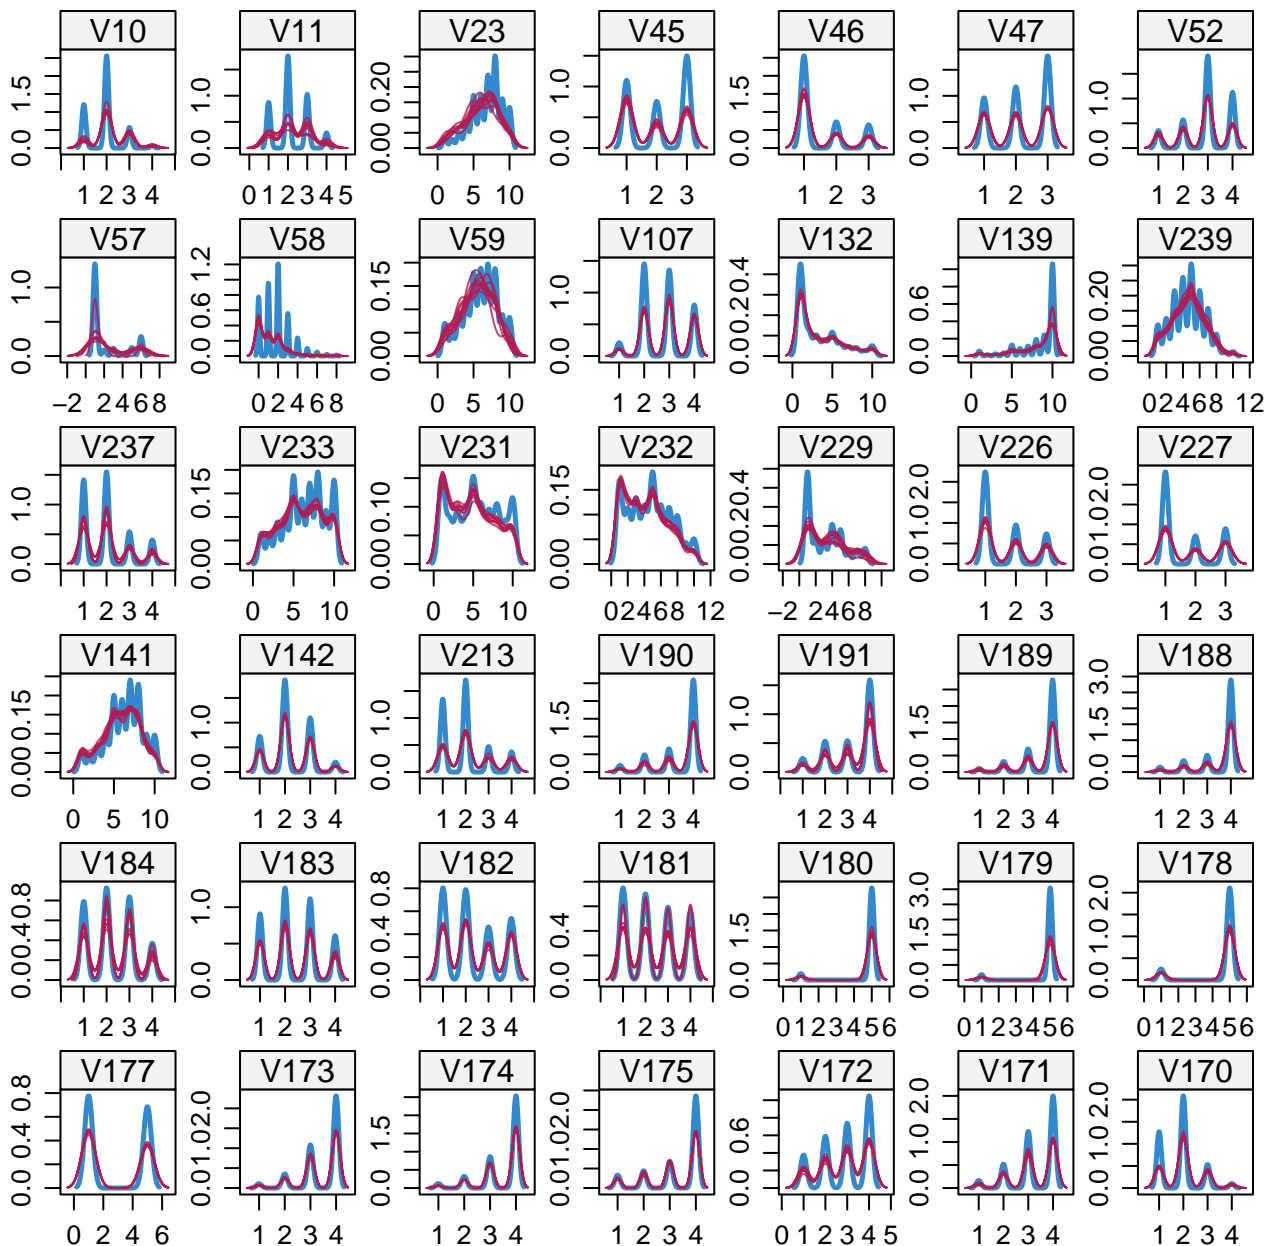 V10
0.0 1.5
1 2 3 4
V11
0.0 1.0
0 1 2 3 4 5
V23
0.00 0.20
0 5 10
V45
0.0 1.0
1 2 3
V46
0.0 1.5
1 2 3
V47
0.0 1.0
1 2 3
V52
0.0 1.5
1 2 3 4
V57
0.0 1.0
−2 2 4 6 8
V58
0.0 0.6 1.2
0 2 4 6 8
V59
0.00 0.15
0 5 10
V107
0.0 1.0
1 2 3 4
V132
0.0 0.2 0.4
0 5 10
V139
0.0 0.6
0 5 10
V239
0.00 0.20
0 2 4 6 8 12
V237
0.0 1.0
1 2 3 4
V233
0.00 0.15
0 5 10
V231
0.00 0.10
0 5 10
V232
0.00 0.15
0 2 4 6 8 12
V229
0.0 0.2 0.4
−2 2 4 6 8
V226
0.0 1.0 2.0
1 2 3
V227
0.0 1.0 2.0
1 2 3
V141
0.00 0.15
0 5 10
V142
0.0 1.0
1 2 3 4
V213
0.0 1.0
1 2 3 4
V190
0.0 1.5
1 2 3 4
V191
0.0 1.0
1 2 3 4
V189
0.0 1.5
1 2 3 4
V188
0.0 1.5 3.0
1 2 3 4
V184
0.0 0.4 0.8
1 2 3 4
V183
0.0 1.0
1 2 3 4
V182
0.0 0.4 0.8
1 2 3 4
V181
0.0 0.4
1 2 3 4
V180
0.0 1.5
0 1 2 3 4 5 6
V179
0.0 1.5 3.0
0 1 2 3 4 5 6
V178
0.0 1.0 2.0
0 1 2 3 4 5 6
V177
0.0 0.4 0.8
0 2 4 6
V173
0.0 1.0 2.0
1 2 3 4
V174
0.0 1.5
0 1 2 3 4
V175
0.0 1.0 2.0
1 2 3 4
V172
0.0 0.6
0 1 2 3 4 5
V171
0.0 1.0 2.0
1 2 3 4
V170
0.0 1.0 2.0
1 2 3 4